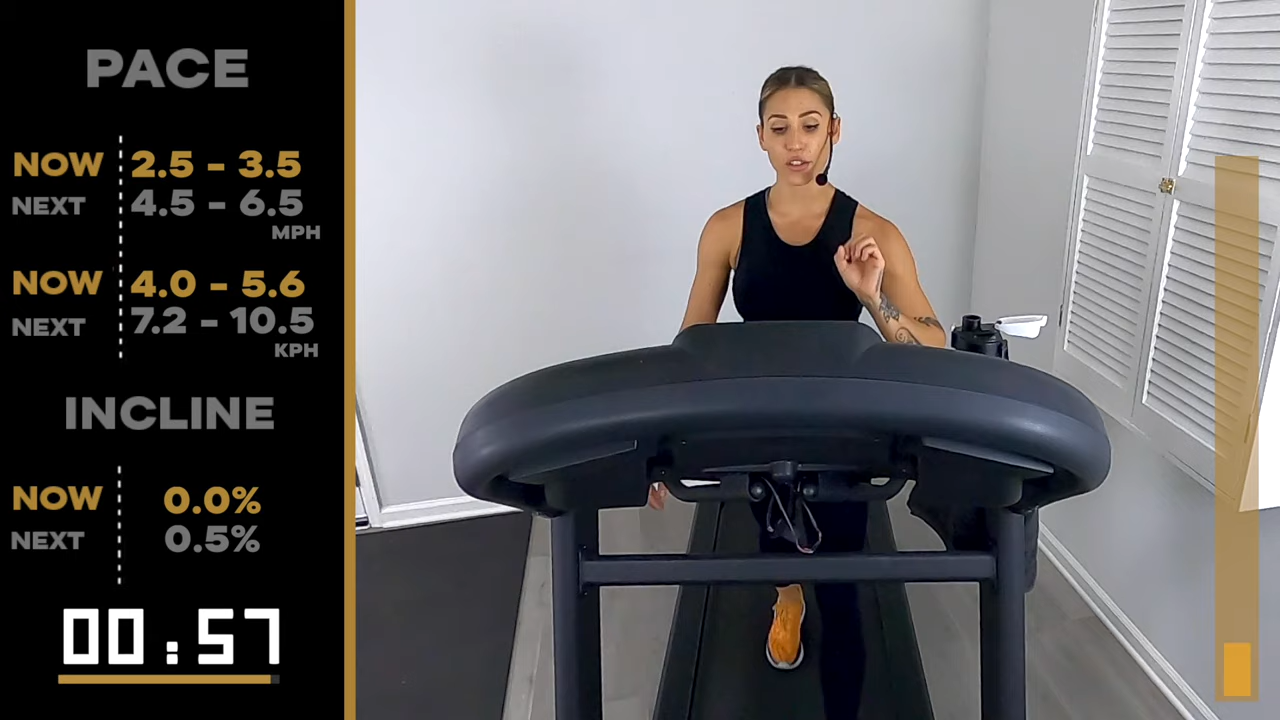 PACE
NOW 2.5 - 3.5
NEXT 4.5 - 6.5
MPH
NOW 4.0 - 5.6
NEXT 7.2 - 10.5
KPH
INCLINE
NOW 0.0%
NEXT 0.5%
00:57